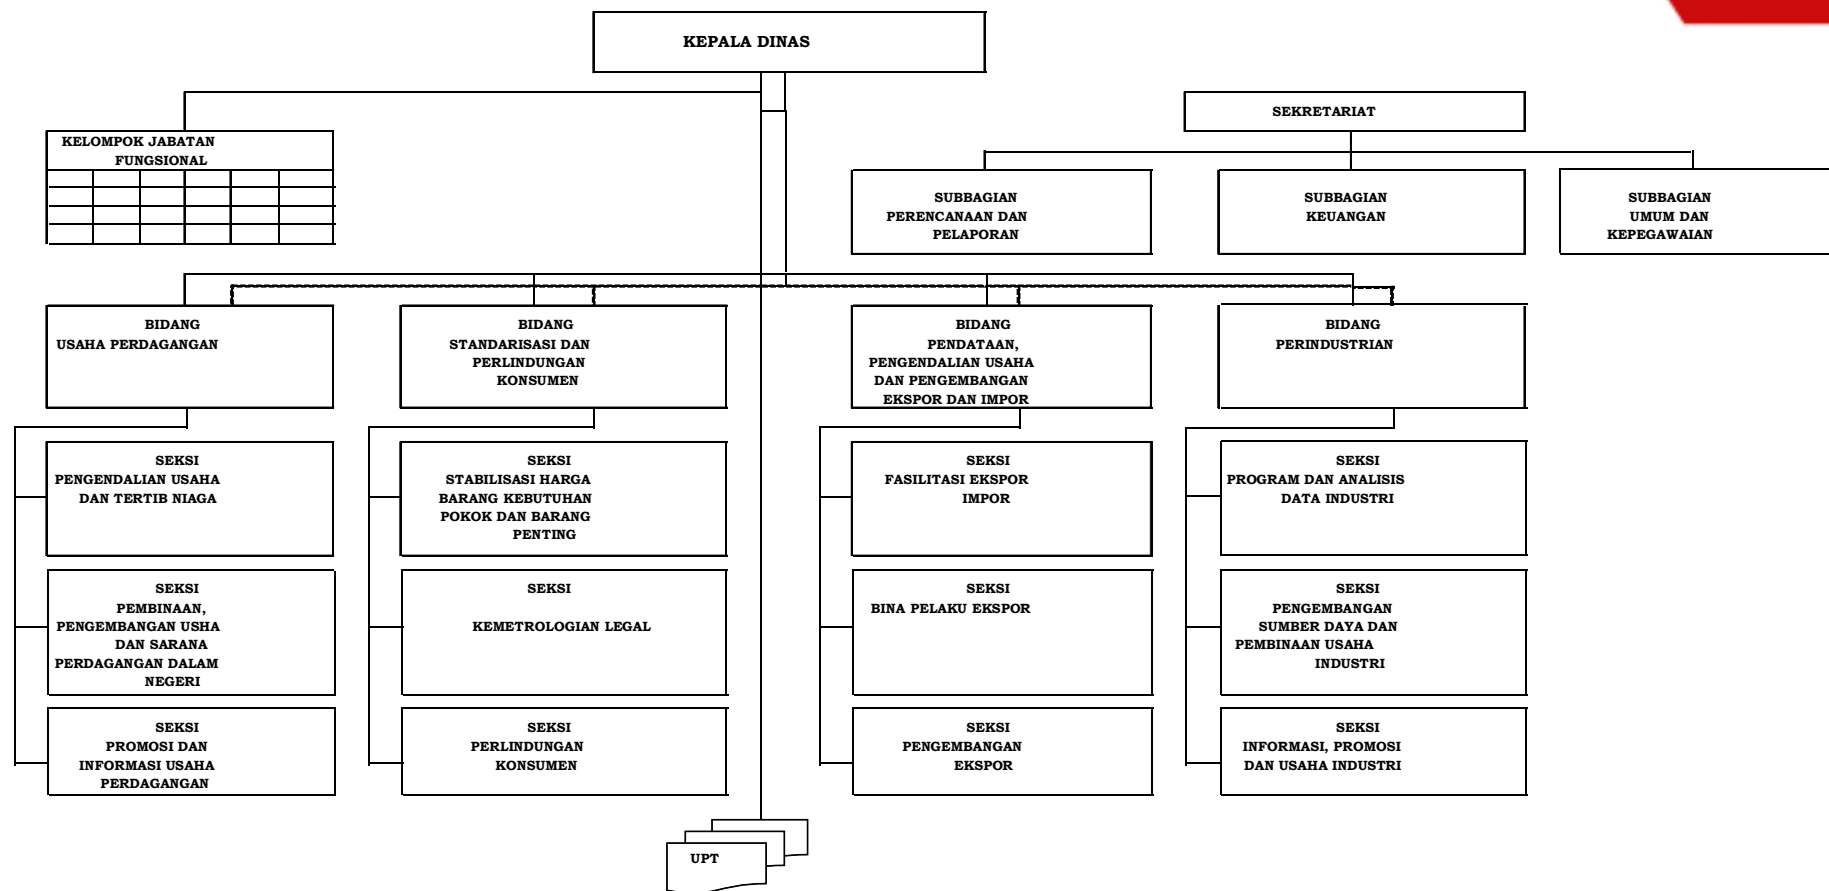 KEPALA DINAS
SEKRETARIAT
KELOMPOK JABATAN
FUNGSIONAL
SUBBAGIAN
PERENCANAAN DAN
PELAPORAN
SUBBAGIAN
KEUANGAN
SUBBAGIAN
UMUM DAN
KEPEGAWAIAN
BIDANG
USAHA PERDAGANGAN
BIDANG
STANDARISASI DAN
PERLINDUNGAN
KONSUMEN
BIDANG
PENDATAAN,
PENGENDALIAN USAHA
DAN PENGEMBANGAN
EKSPOR DAN IMPOR
BIDANG
PERINDUSTRIAN
SEKSI
PENGENDALIAN USAHA
DAN TERTIB NIAGA
SEKSI
STABILISASI HARGA
BARANG KEBUTUHAN
POKOK DAN BARANG
PENTING
SEKSI
FASILITASI EKSPOR
IMPOR
SEKSI
PROGRAM DAN ANALISIS
DATA INDUSTRI
SEKSI
PEMBINAAN,
PENGEMBANGAN USHA
DAN SARANA
PERDAGANGAN DALAM
NEGERI
SEKSI
KEMETROLOGIAN LEGAL
SEKSI
BINA PELAKU EKSPOR
SEKSI
PENGEMBANGAN
SUMBER DAYA DAN
PEMBINAAN USAHA
INDUSTRI
SEKSI
PROMOSI DAN
INFORMASI USAHA
PERDAGANGAN
SEKSI
PERLINDUNGAN
KONSUMEN
SEKSI
PENGEMBANGAN
EKSPOR
SEKSI
INFORMASI, PROMOSI
DAN USAHA INDUSTRI
UPT